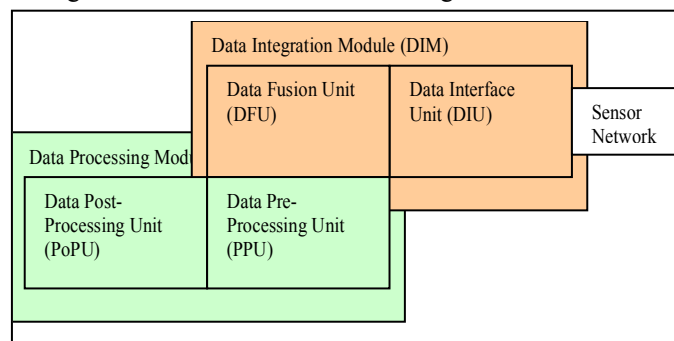 Data Integration Module (DIM)
Data Fusion Unit
(DFU)
Data Interface
Unit (DIU)
Sensor
Network
Data Processing Modu
Data Post-
Processing Unit
(PoPU)
Data Pre-
Processing Unit
(PPU)